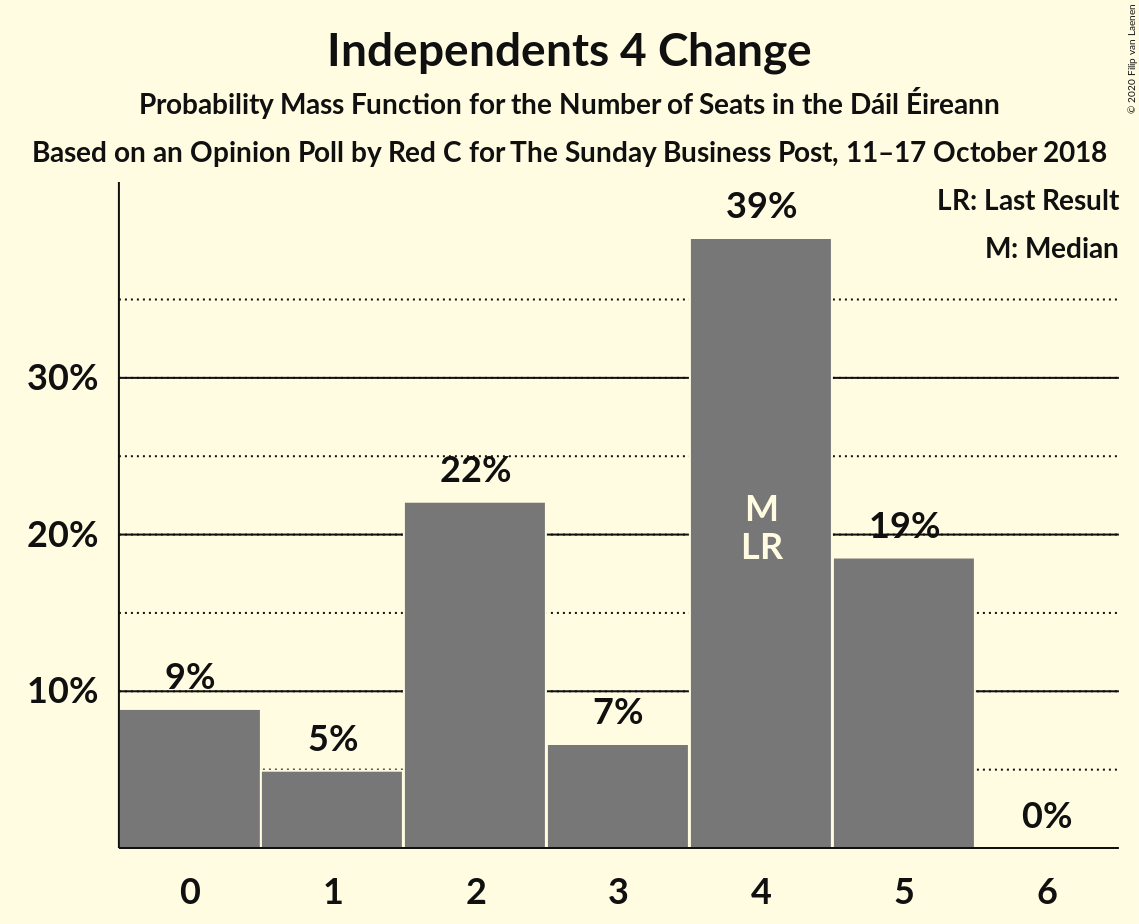 Independents 4 Change
Probability Mass Function for the Number of Seats in the Dáil Éireann
Based on an Opinion Poll by Red C for The Sunday Business Post, 11–17 October 2018
© 2020 Filip van Laenen
LR: Last Result
M: Median
39%
30%
22%
20%
19%
M
LR
10%
9%
5%
7%
0%
0 1 2 3 4 5 6